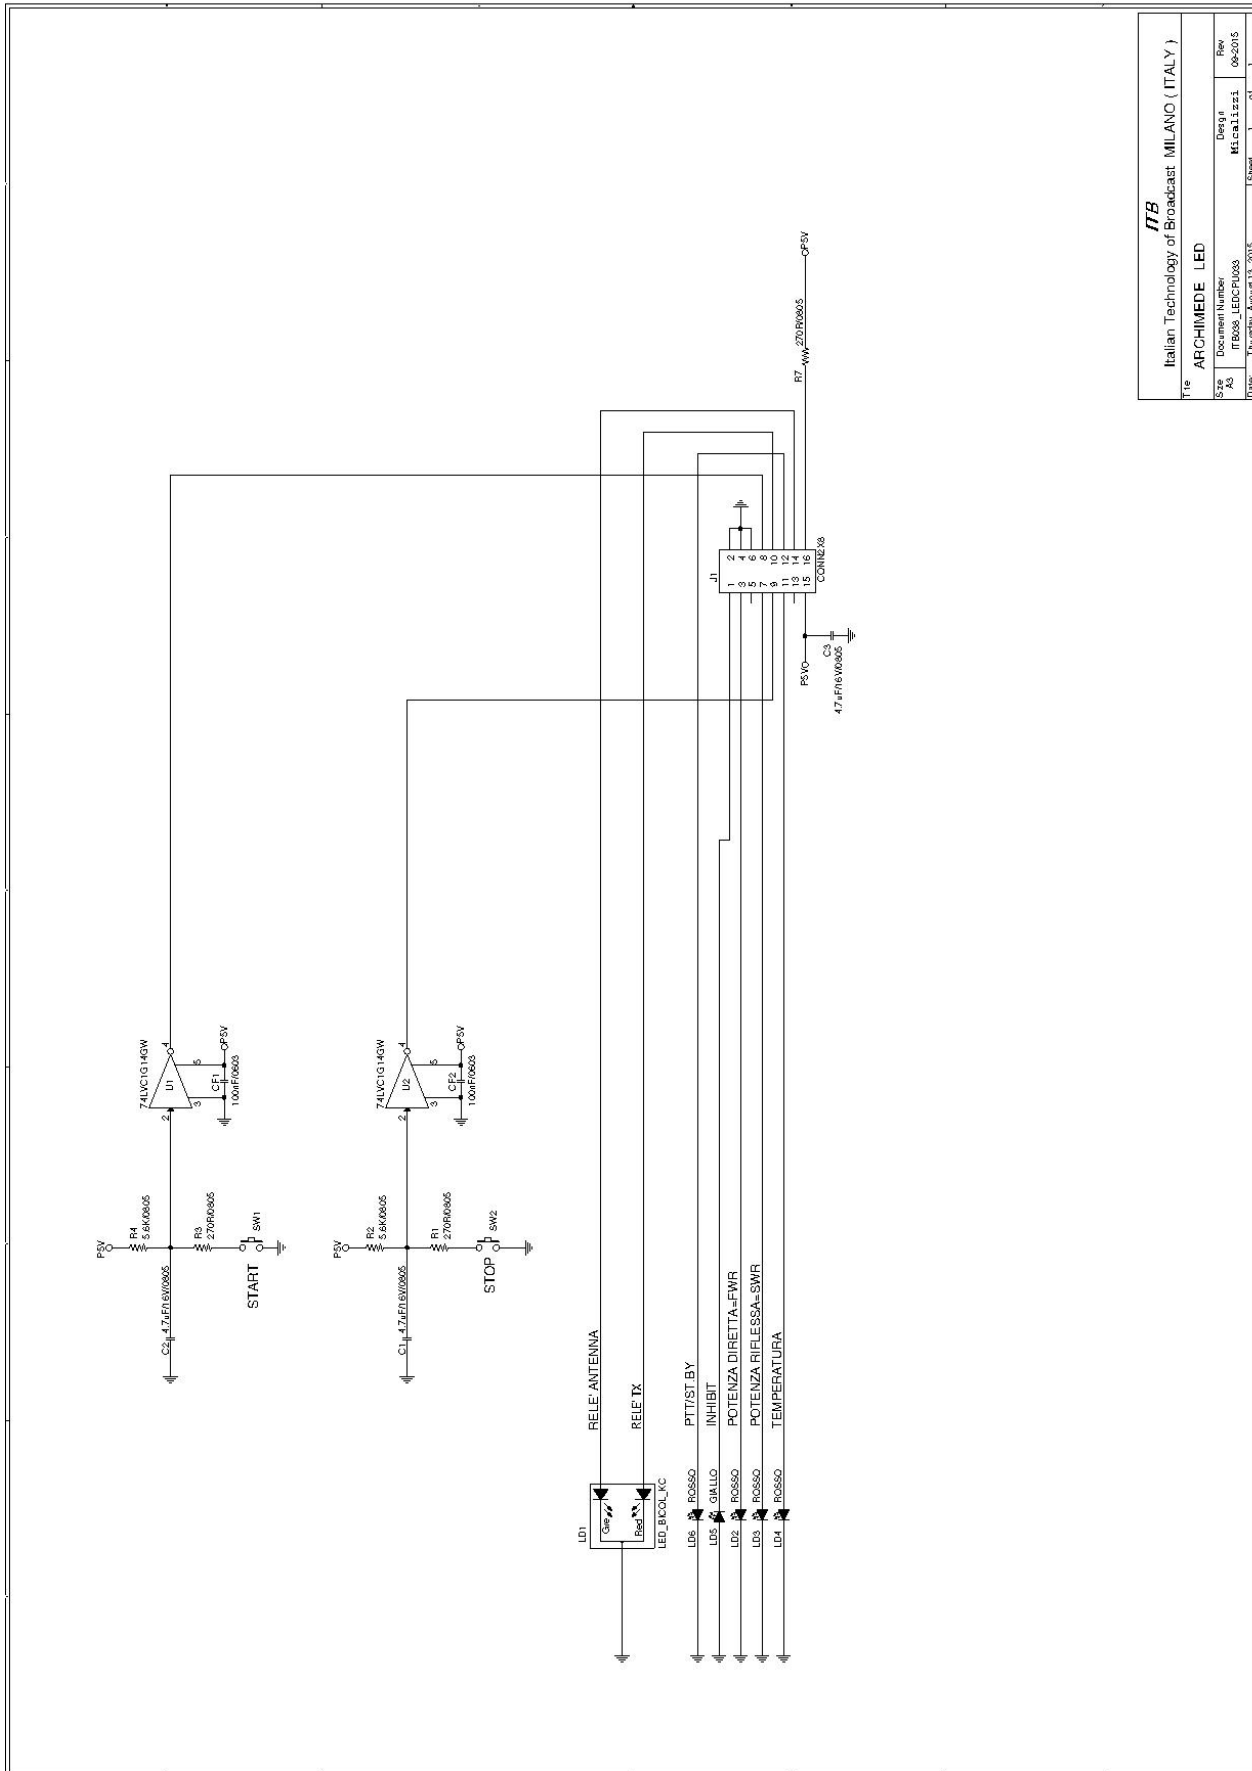 P5V
R4
5.6K/0805
C2
4.7uF/16V/0805
R3
270R/0805
SW1
START
2
U1
74LVC1G14GW
4
3
5
CF1
100nF/0603
P5V
P5V
R2
5.6K/0805
C1
4.7uF/16V/0805
R1
270R/0805
SW2
STOP
2
U2
74LVC1G14GW
4
3
5
CF2
100nF/0603
P5V
LD1
Gre
Red
LED_BICOL_KC
RELE' ANTENNA
RELE' TX
LD6 ROSSO PTT/ST.BY
LD5 GIALLO INHIBIT
LD2 ROSSO POTENZA DIRETTA=FWR
LD3 ROSSO POTENZA RIFLESSA=SWR
LD4 ROSSO TEMPERATURA
J1
1 2
3 4
5 6
7 8
9 10
11 12
13 14
15 16
CONN2X8
P5V
C3
4.7uF/16V/0805
R7
270R/0805
P5V
ITB
Italian Technology of Broadcast MILANO ( ITALY )
ARCHIMEDE LED
Size
A3
Document Number
ITB038_LEDCPU033
Design
Micalizzi
Rev
09-2015